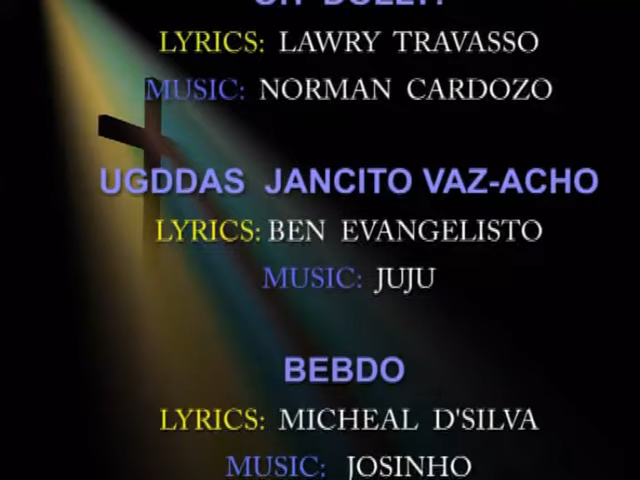 LYRICS: LAWRY TRAVASSO
MUSIC: NORMAN CARDOZO
UGDDAS JANCITO VAZ-ACHO
LYRICS: BEN EVANGELISTO
MUSIC: JUJU
BEBDO
LYRICS: MICHEAL D'SILVA
MUSIC: JOSINHO